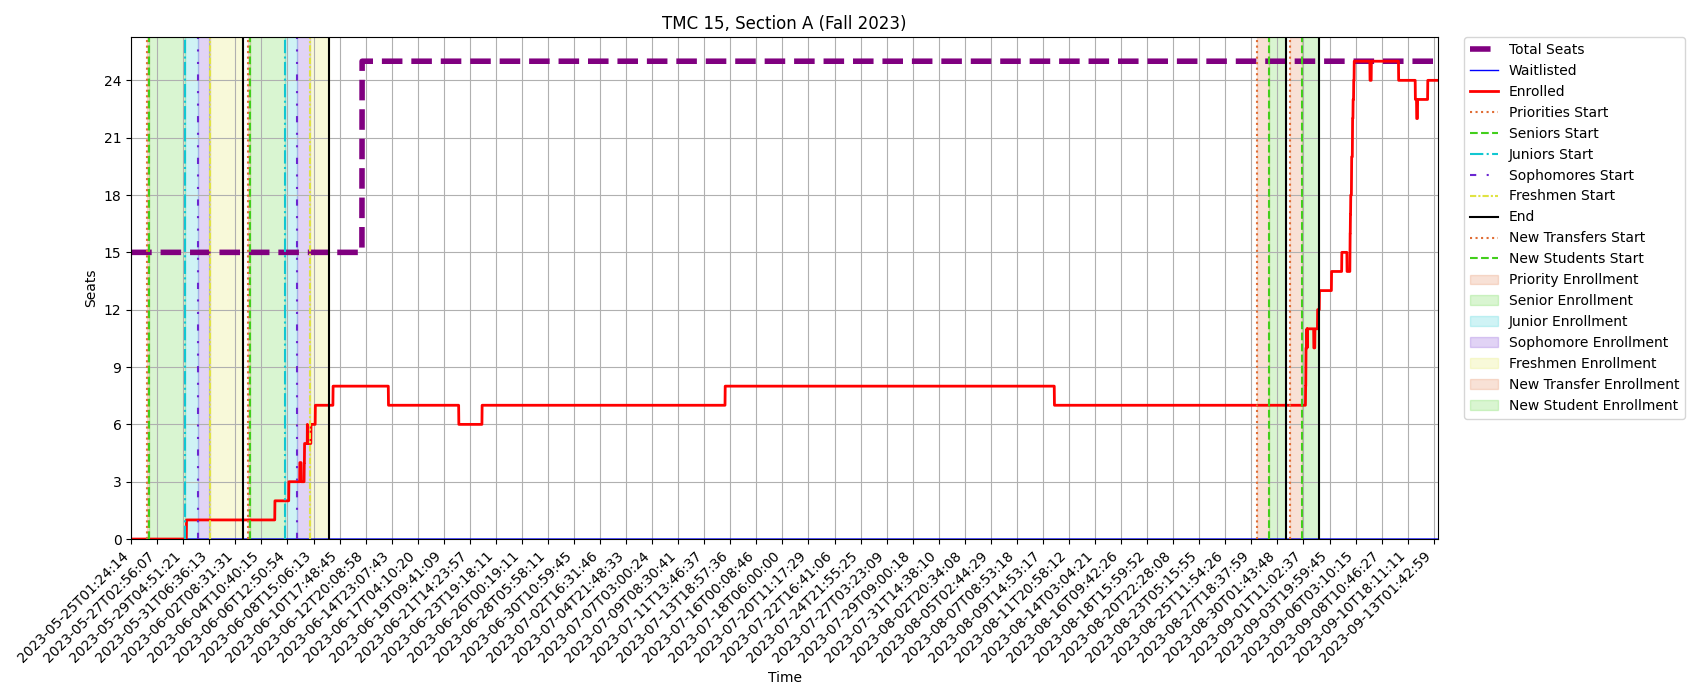 TMC 15, Section A (Fall 2023)
Seats
24
21
18
15
12
9
6
3
0
2023-05-25T01:24:14
2023-05-27T02:56:07
2023-05-29T04:51:21
2023-05-31T06:36:13
2023-06-02T08:31:31
2023-06-04T10:40:15
2023-06-06T12:50:54
2023-06-08T15:06:13
2023-06-10T17:48:45
2023-06-12T20:08:58
2023-06-14T23:07:43
2023-06-17T04:10:20
2023-06-19T09:41:09
2023-06-21T14:23:57
2023-06-23T19:18:11
2023-06-26T00:19:11
2023-06-28T05:58:11
2023-06-30T10:59:45
2023-07-02T16:31:46
2023-07-04T21:48:33
2023-07-07T03:00:24
2023-07-09T08:30:41
2023-07-11T13:46:37
2023-07-13T18:57:36
2023-07-16T00:08:46
2023-07-18T06:00:00
2023-07-20T11:17:29
2023-07-22T16:41:06
2023-07-24T21:55:25
2023-07-27T03:23:09
2023-07-29T09:00:18
2023-07-31T14:38:10
2023-08-02T20:34:08
2023-08-05T02:44:29
2023-08-07T08:53:18
2023-08-09T14:53:17
2023-08-11T20:58:12
2023-08-14T03:04:21
2023-08-16T09:42:26
2023-08-18T15:59:52
2023-08-20T22:28:08
2023-08-23T05:15:55
2023-08-25T11:54:26
2023-08-27T18:37:59
2023-08-30T01:43:48
2023-09-01T11:02:37
2023-09-03T19:59:45
2023-09-06T03:10:15
2023-09-08T10:46:27
2023-09-10T18:11:11
2023-09-13T01:42:59
Time
Total Seats
Waitlisted
Enrolled
Priorities Start
Seniors Start
Juniors Start
Sophomores Start
Freshmen Start
End
New Transfers Start
New Students Start
Priority Enrollment
Senior Enrollment
Junior Enrollment
Sophomore Enrollment
Freshmen Enrollment
New Transfer Enrollment
New Student Enrollment